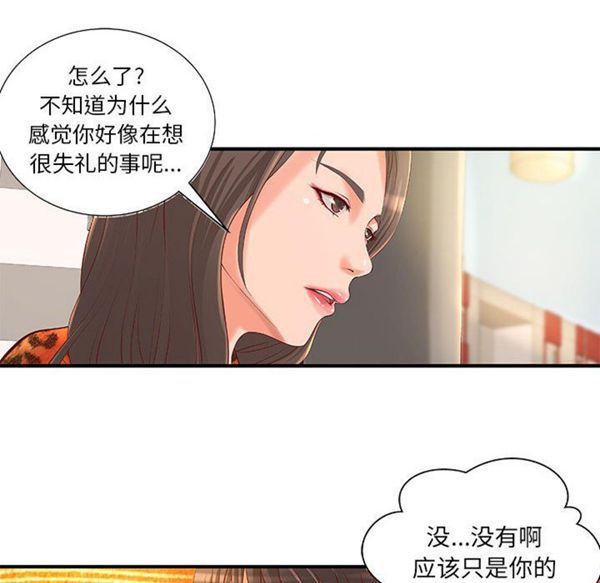 怎么了?
不知道为什么
感觉你好像在想
很失礼的事呢...
没...没有啊
应该只是你的